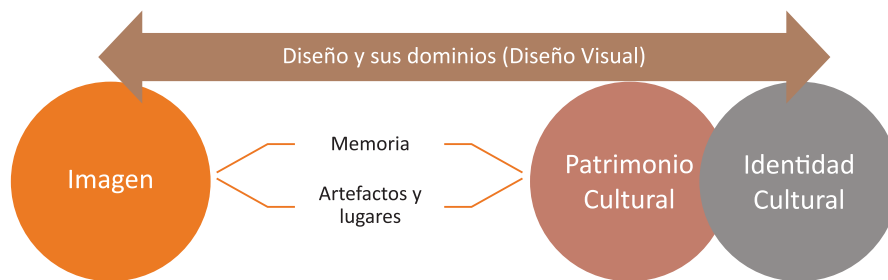 Diseño y sus dominios (Diseño Visual)
Imagen
Memoria
Artefactos y
lugares
Patrimonio
Cultural
Identidad
Cultural